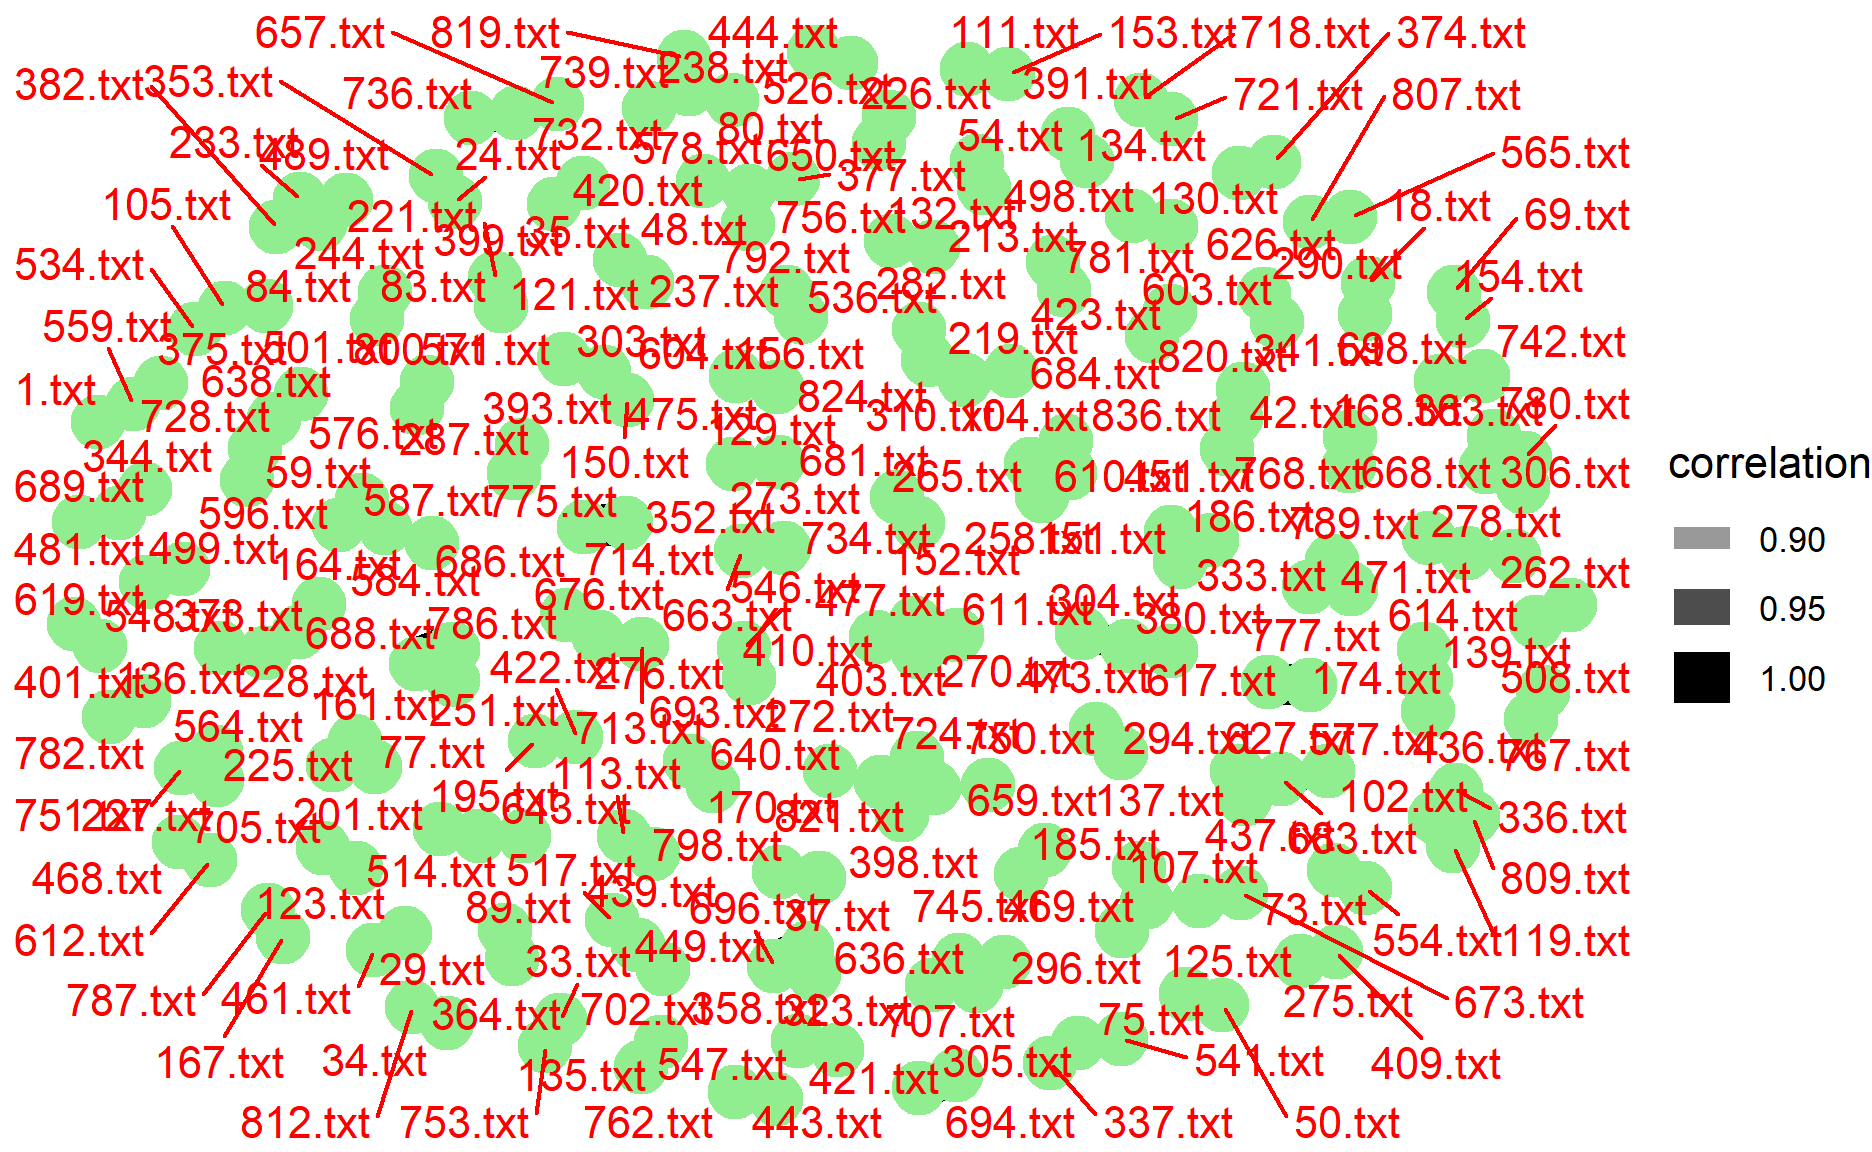 657.txt 819.txt 444.txt 111.txt 153.txt 718.txt 374.txt
382.txt 353.txt 736.txt 739.txt 238.txt 526.txt 226.txt 391.txt 721.txt 807.txt
233.txt 489.txt 24.txt 732.txt 578.txt 80.txt 650.txt 54.txt 134.txt 565.txt
105.txt 221.txt 420.txt 377.txt 498.txt 130.txt 18.txt 69.txt
534.txt 244.txt 399.txt 35.txt 48.txt 756.txt 132.txt 213.txt 781.txt 626.txt 290.txt 154.txt
84.txt 83.txt 121.txt 237.txt 792.txt 536.txt 282.txt 423.txt 603.txt
559.txt 375.txt 501.txt 800.txt 571.txt 303.txt 604.txt 156.txt 219.txt 820.txt 341.txt 698.txt 742.txt
1.txt 638.txt 728.txt 393.txt 475.txt 824.txt 684.txt 310.txt 104.txt 836.txt 42.txt 168.txt 363.txt 780.txt
344.txt 576.txt 287.txt 129.txt
689.txt 59.txt 150.txt 681.txt 265.txt 610.txt 451.txt 768.txt 668.txt 306.txt
596.txt 587.txt 775.txt 352.txt 273.txt 186.txt 789.txt 278.txt
481.txt 499.txt 164.txt 584.txt 686.txt 714.txt 734.txt 152.txt 258.txt 151.txt 333.txt 471.txt 262.txt
619.txt 548.txt 373.txt 688.txt 786.txt 676.txt 663.txt 546.txt 477.txt 611.txt 304.txt 380.txt 777.txt 614.txt
401.txt 136.txt 228.txt 422.txt 276.txt 410.txt 403.txt 270.txt 473.txt 617.txt 174.txt 139.txt 508.txt
564.txt 161.txt 251.txt 713.txt 693.txt 272.txt
782.txt 225.txt 77.txt 113.txt 640.txt 724.txt 750.txt 294.txt 627.txt 577.txt 436.txt 767.txt
751.txt 227.txt 705.txt 201.txt 195.txt 643.txt 170.txt 821.txt 659.txt 137.txt 102.txt 336.txt
468.txt 514.txt 517.txt 798.txt 398.txt 185.txt 107.txt 437.txt 683.txt 809.txt
612.txt 123.txt 89.txt 439.txt 696.txt 37.txt 745.txt 469.txt 73.txt 554.txt 119.txt
787.txt 461.txt 29.txt 33.txt 449.txt 636.txt 296.txt 125.txt 275.txt 673.txt
167.txt 34.txt 364.txt 702.txt 358.txt 323.txt 707.txt 75.txt 409.txt
135.txt 547.txt 421.txt 305.txt 541.txt
812.txt 753.txt 762.txt 443.txt 694.txt 337.txt 50.txt
correlation
0.90
0.95
1.00